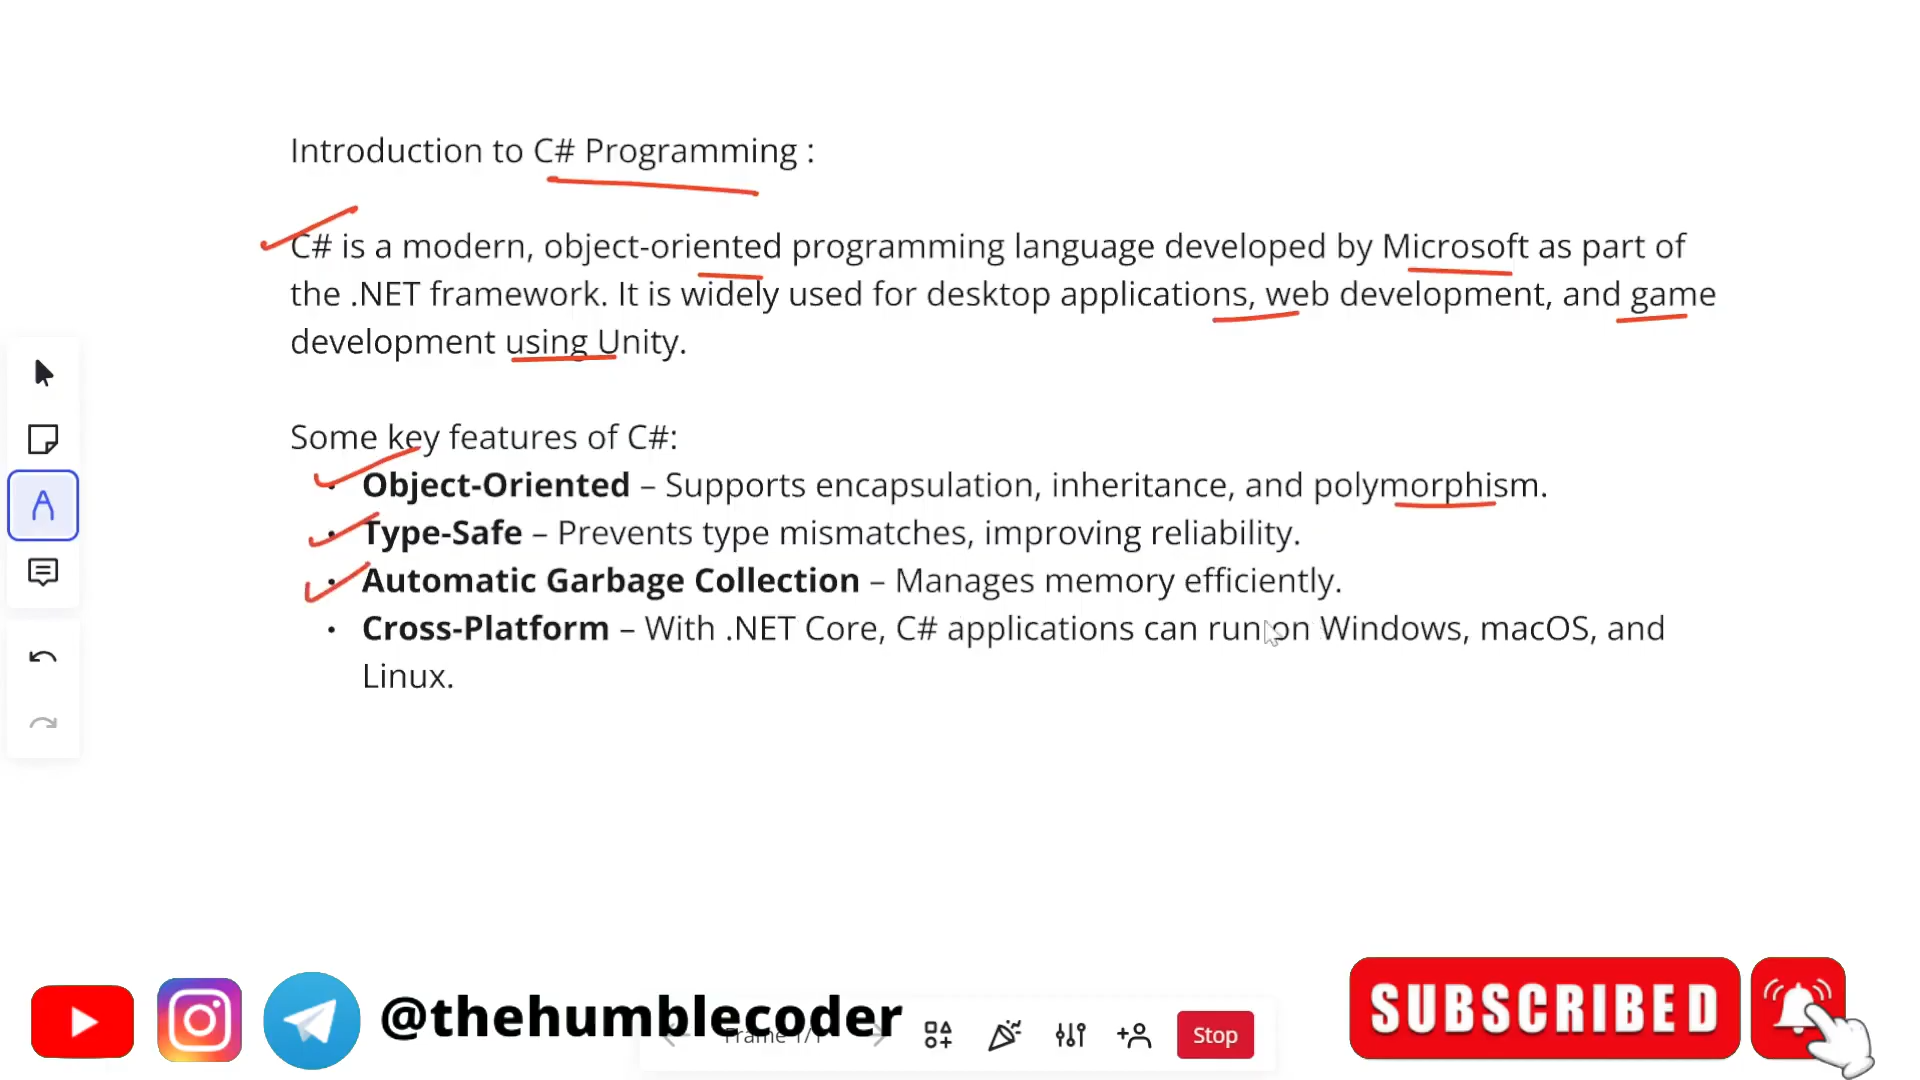 Introduction to C# Programming :
C# is a modern, object-oriented programming language developed by Microsoft as part of
the .NET framework. It is widely used for desktop applications, web development, and game
development using Unity.
Some key features of C#:
• Object-Oriented – Supports encapsulation, inheritance, and polymorphism.
• Type-Safe – Prevents type mismatches, improving reliability.
• Automatic Garbage Collection – Manages memory efficiently.
• Cross-Platform – With .NET Core, C# applications can run on Windows, macOS, and
Linux.
@thehumblecoder
Frame 1/1
Stop
SUBSCRIBED